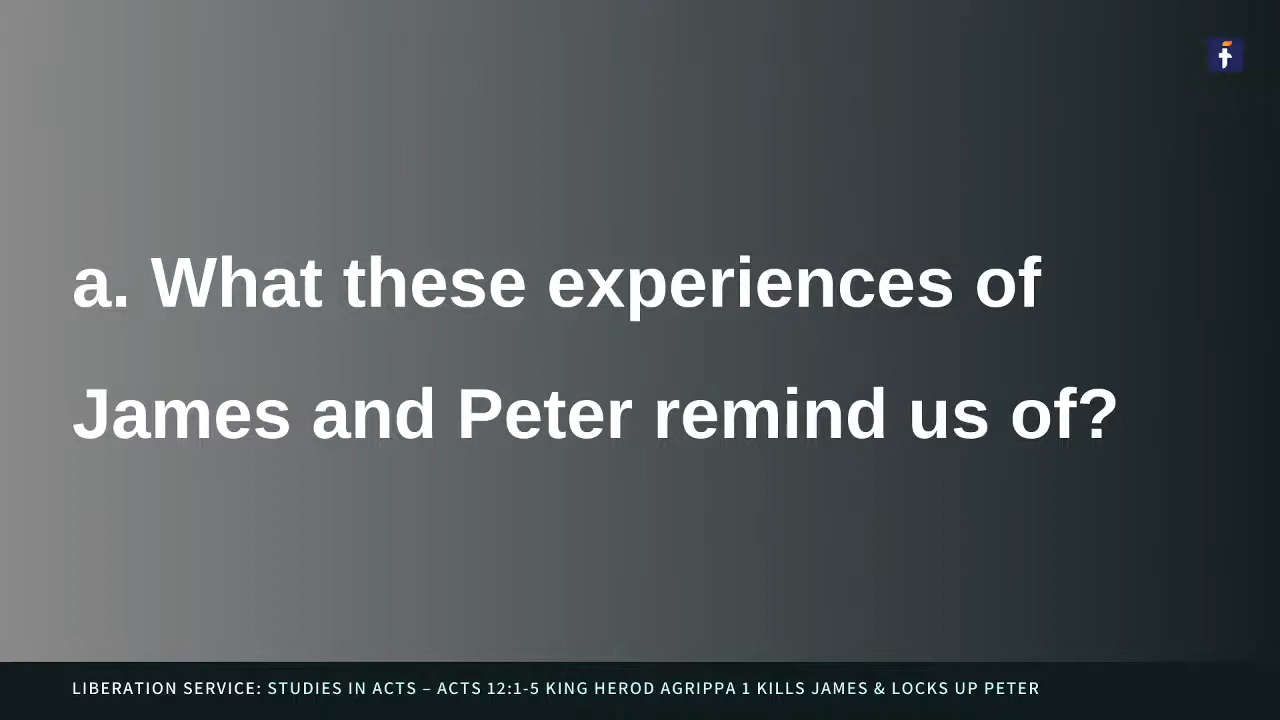 a. What these experiences of
James and Peter remind us of?
LIBERATION SERVICE: STUDIES IN ACTS – ACTS 12:1-5 KING HEROD AGRIPPA 1 KILLS JAMES & LOCKS UP PETER